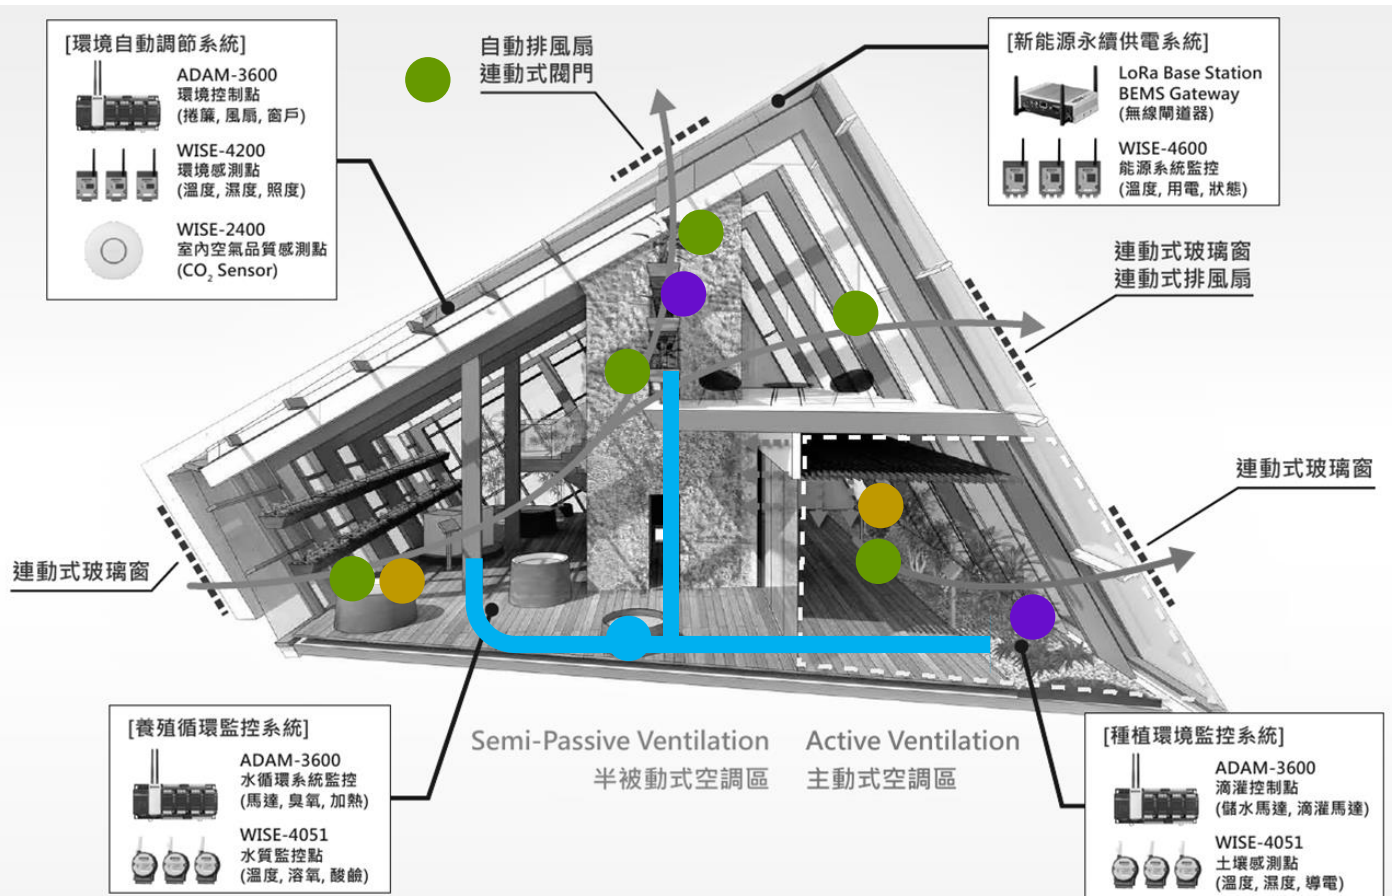 [環境自動調節系統]
ADAM-3600
環境控制點
(捲簾, 風扇, 窗戶)
WISE-4200
環境感測點
(溫度, 濕度, 照度)
WISE-2400
室內空氣品質感測點
(CO₂ Sensor)
自動排風扇
連動式閥門
[新能源永續供電系統]
LoRa Base Station
BEMS Gateway
(無線閘道器)
WISE-4600
能源系統監控
(溫度, 用電, 狀態)
連動式玻璃窗
連動式排風扇
連動式玻璃窗
連動式玻璃窗
[養殖循環監控系統]
ADAM-3600
水循環系統監控
(馬達, 臭氧, 加熱)
WISE-4051
水質監控點
(溫度, 溶氧, 酸鹼)
Semi-Passive Ventilation
半被動式空調區
Active Ventilation
主動式空調區
[種植環境監控系統]
ADAM-3600
滴灌控制點
(儲水馬達, 滴灌馬達)
WISE-4051
土壤感測點
(溫度, 濕度, 導電)